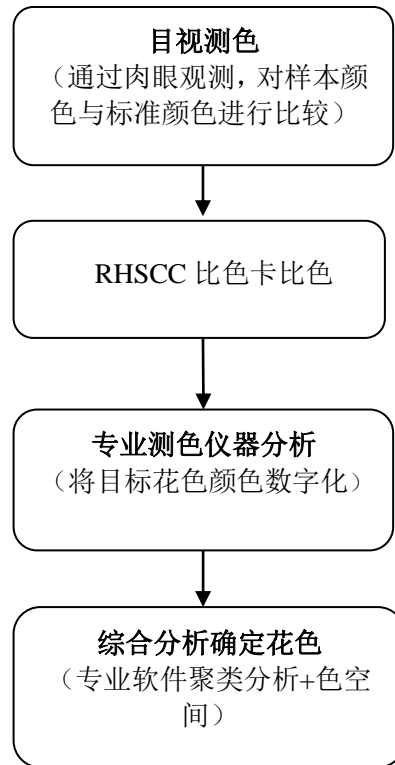 目视测色
（通过肉眼观测，对样本颜
色与标准颜色进行比较）
RHSCC 比色卡比色
专业测色仪器分析
（将目标花色颜色数字化）
综合分析确定花色
（专业软件聚类分析+色空
间）